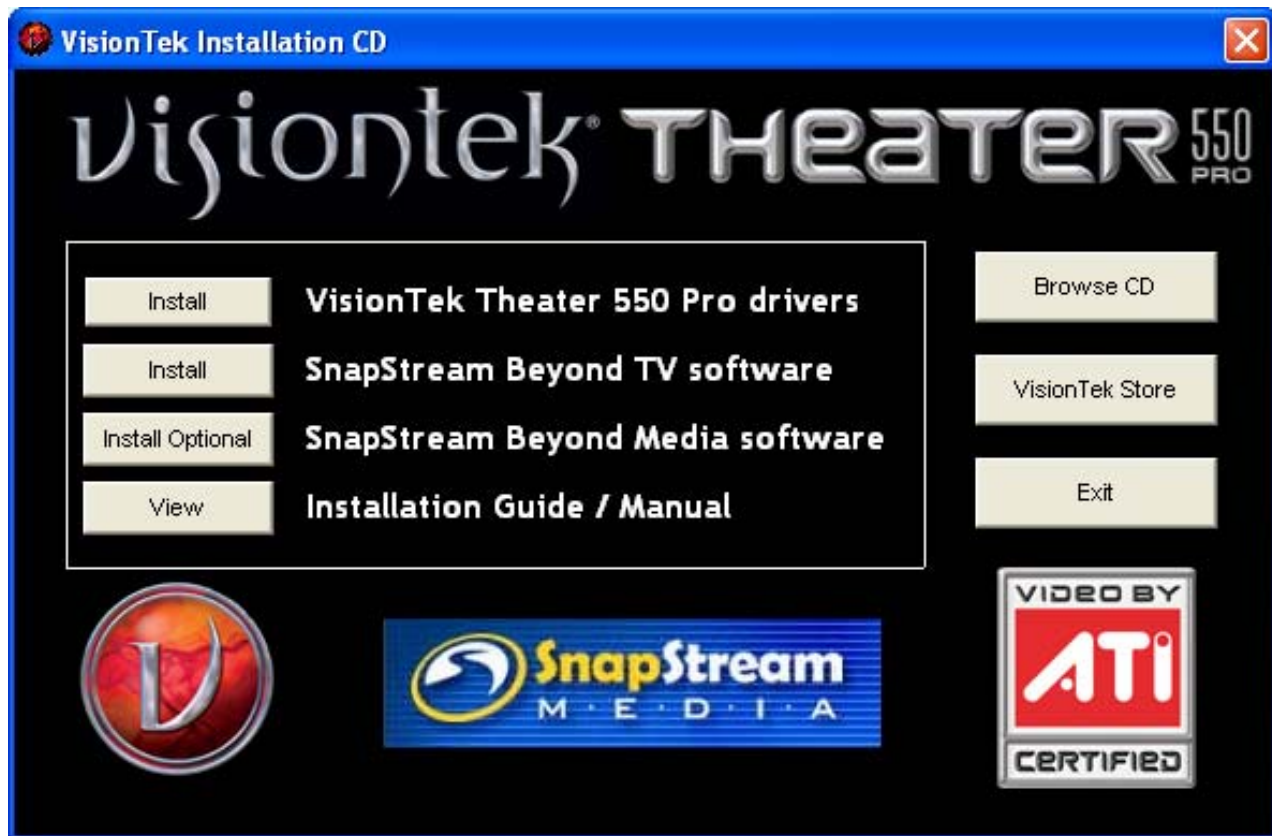 VisionTek Installation CD
Visiontek® THEATER 550 PRO
Install VisionTek Theater 550 Pro drivers
Install SnapStream Beyond TV software
Install Optional SnapStream Beyond Media software
View Installation Guide / Manual
Browse CD
VisionTek Store
Exit
V
SnapStream
M·E·D·I·A
VIDEO BY
ATI
CERTIFIED